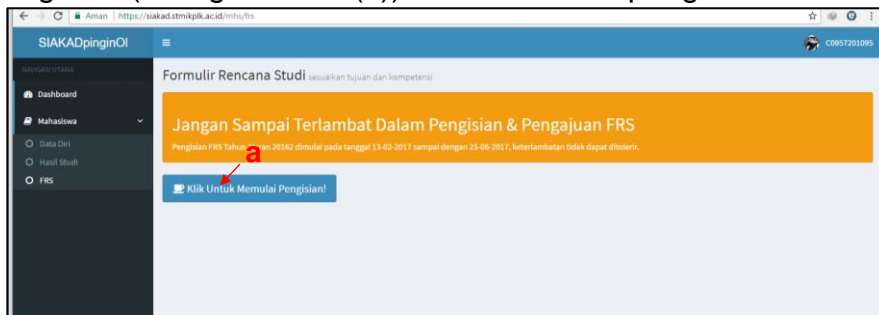 Aman | https://siakad.stmikplk.ac.id/mhs/frs
SIAKADpinginOl
C0957201095
NAVIGASI UTAMA
Dashboard
Mahasiswa
Data Diri
Hasil Studi
FRS
Formulir Rencana Studi sesuaikan tujuan dan kompetensi
Jangan Sampai Terlambat Dalam Pengisian & Pengajuan FRS
Pengisian FRS Tahun 20162 dimulai pada tanggal 13-02-2017 sampai dengan 25-06-2017, keterlambatan tidak dapat ditolerir.
a
Klik Untuk Memulai Pengisian!